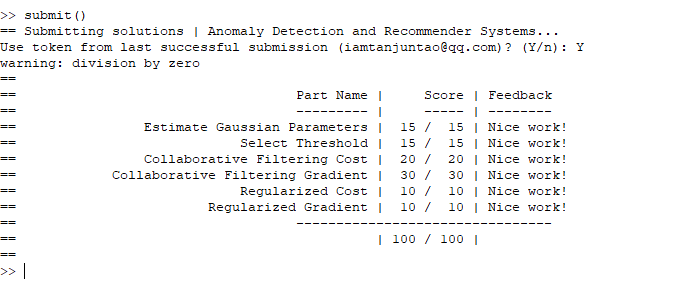 >> submit()
== Submitting solutions | Anomaly Detection and Recommender Systems...
Use token from last successful submission (iamtanjuntao@qq.com)? (Y/n): Y
warning: division by zero
==
==                                   Part Name |     Score | Feedback
==                                   --------- |     ----- | --------
==                Estimate Gaussian Parameters |  15 /  15 | Nice work!
==                            Select Threshold |  15 /  15 | Nice work!
==                Collaborative Filtering Cost |  20 /  20 | Nice work!
==            Collaborative Filtering Gradient |  30 /  30 | Nice work!
==                            Regularized Cost |  10 /  10 | Nice work!
==                        Regularized Gradient |  10 /  10 | Nice work!
==                                   --------------------------------
==                                             | 100 / 100 |
==
>>